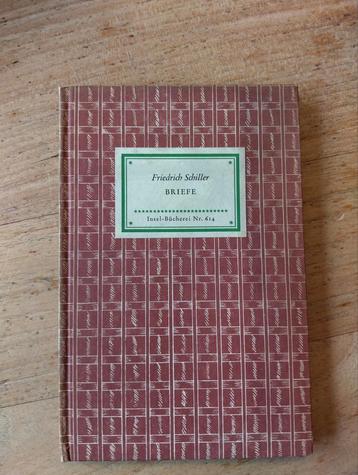 Friedrich Schiller
BRIEFE
Insel-Bücherei Nr. 614